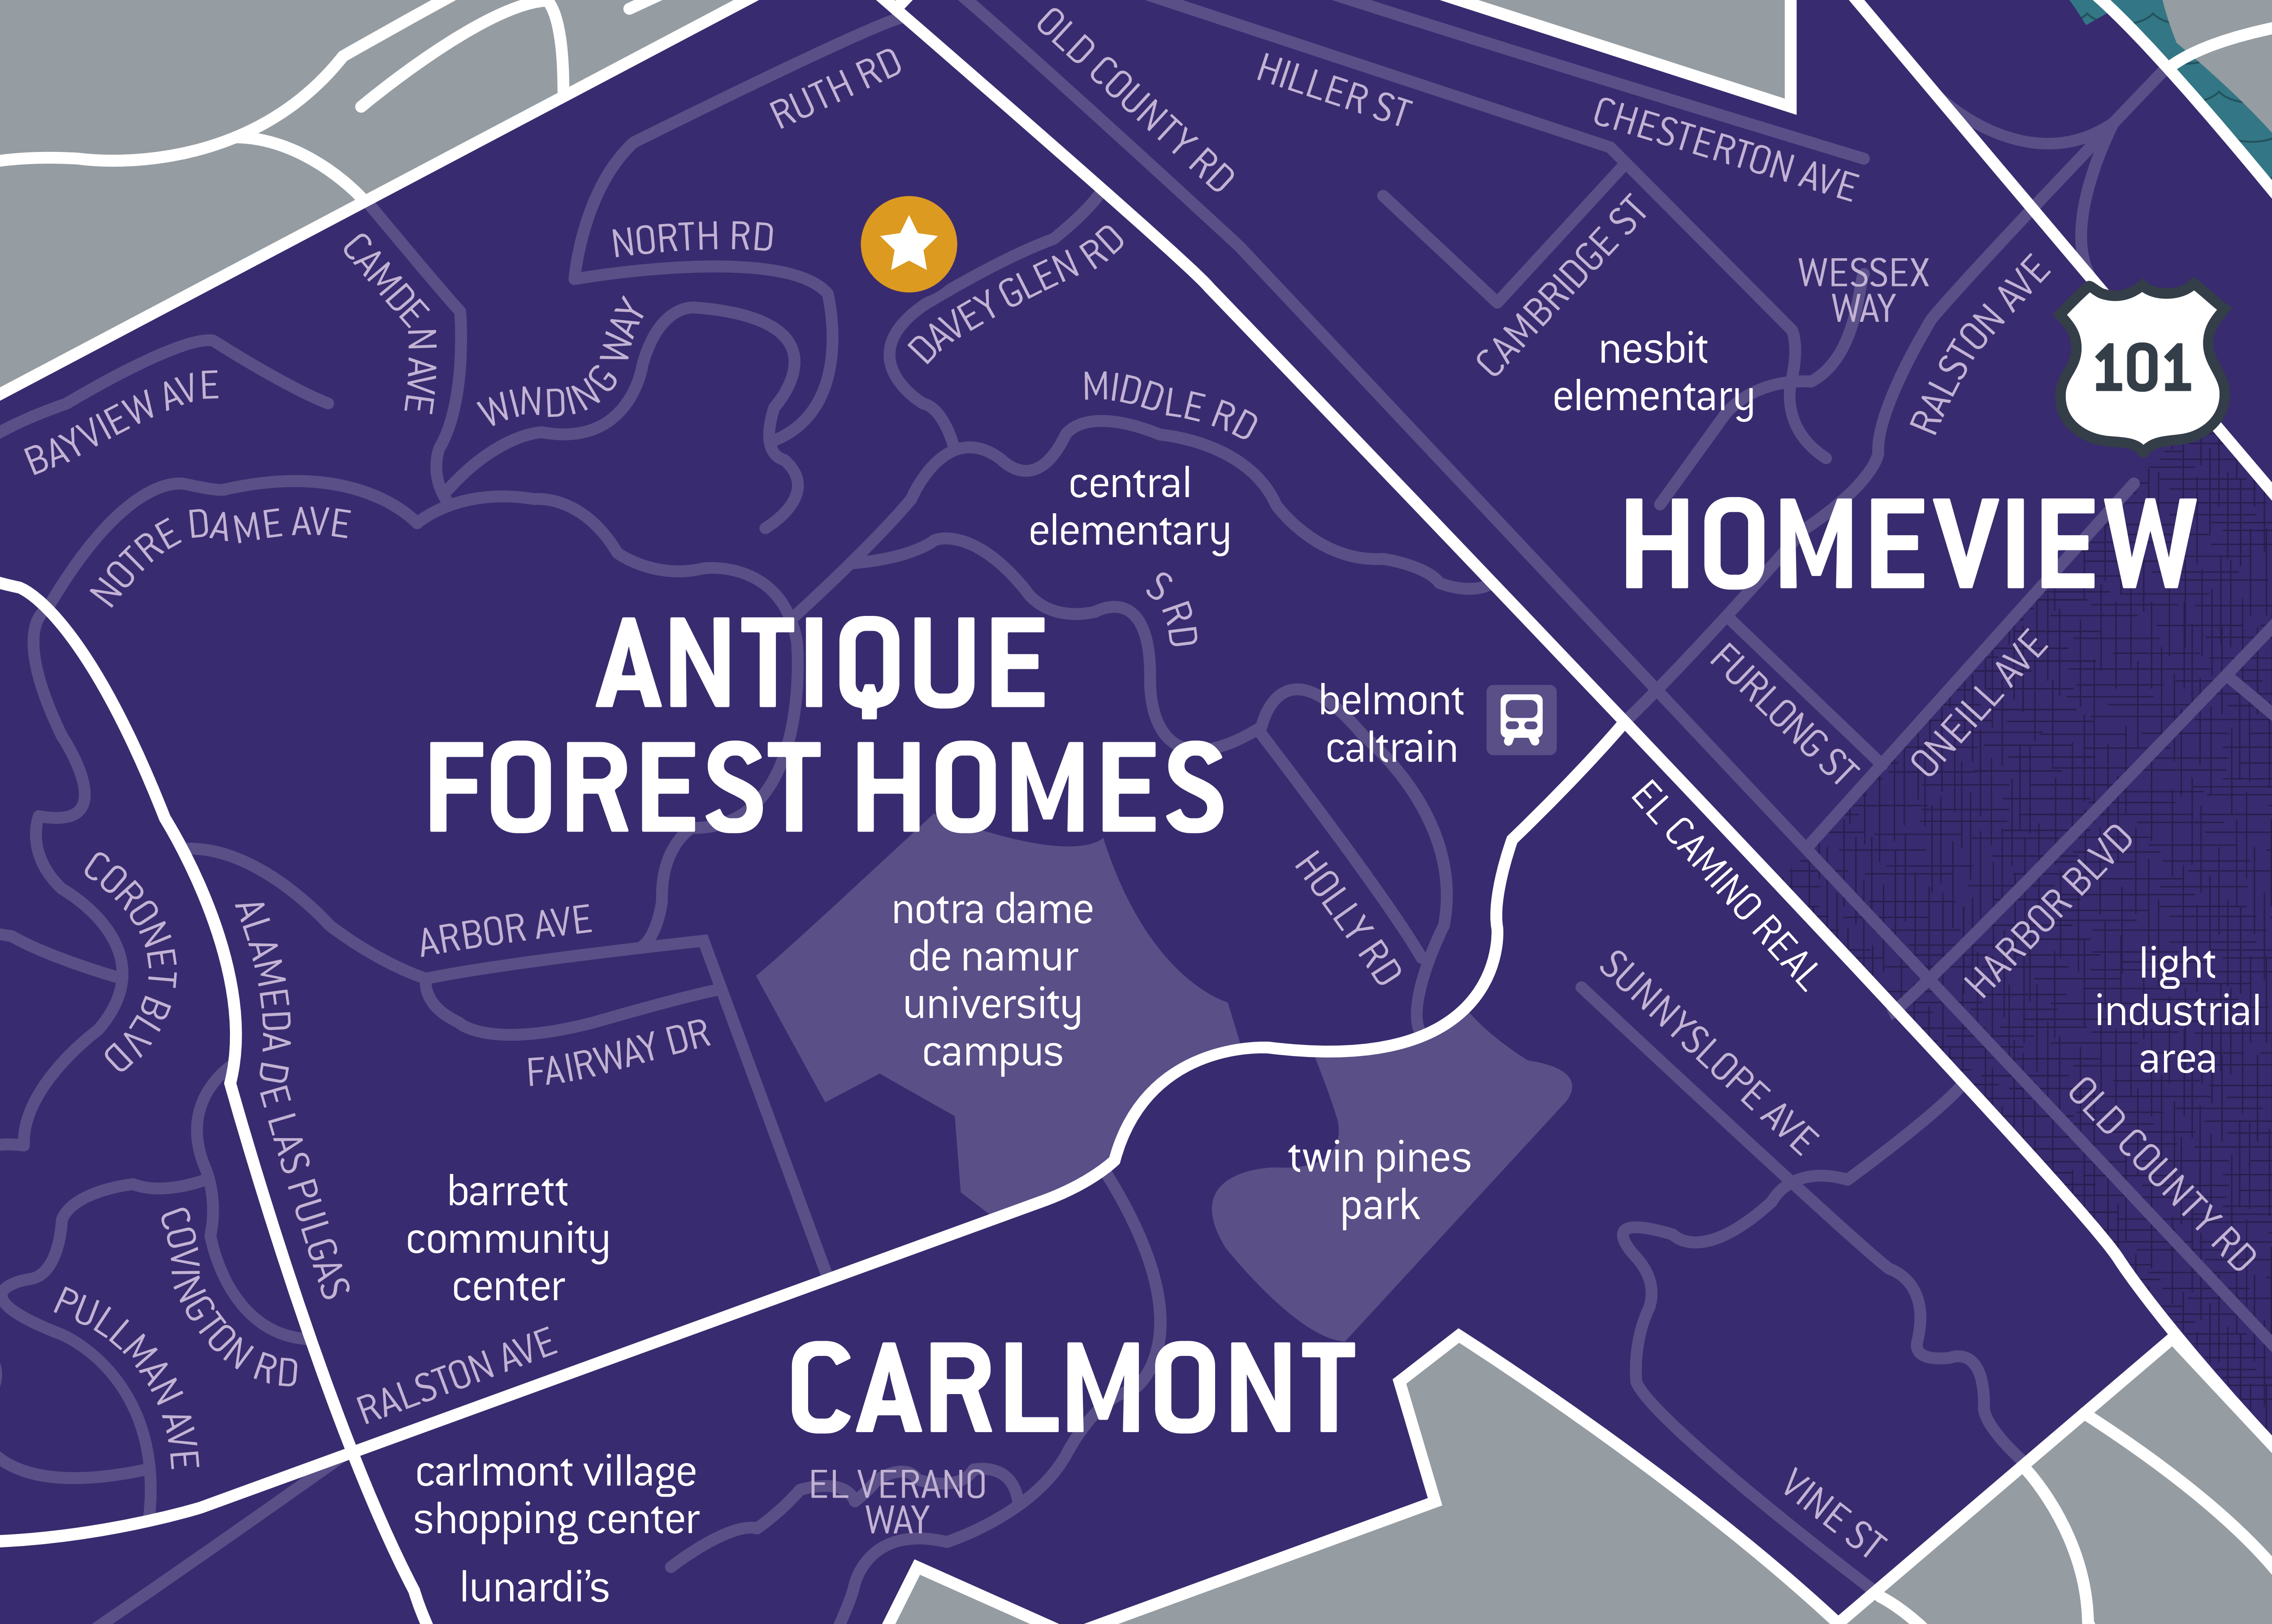 RUTH RD
OLD COUNTY RD
HILLER ST
CHESTERTON AVE
CAMDEN AVE
NORTH RD
DAVEY GLEN RD
CAMBRIDGE ST
WESSEX
WAY
RALSTON AVE
101
BAYVIEW AVE
WINDING WAY
MIDDLE RD
nesbit
elementary
central
elementary
HOMEVIEW
NOTRE DAME AVE
S RD
ANTIQUE
FOREST HOMES
belmont
caltrain
FURLONG ST
ONEILL AVE
EL CAMINO REAL
HARBOR BLVD
CORONET BLVD
ALAMEDA DE LAS PULGAS
ARBOR AVE
notra dame
de namur
university
campus
HOLLY RD
SUNNYSLOPE AVE
light
industrial
area
FAIRWAY DR
OLD COUNTY RD
twin pines
park
barrett
community
center
COVINGTON RD
PULLMAN AVE
RALSTON AVE
CARLMONT
carlmont village
shopping center
EL VERANO
WAY
VINE ST
lunardi's